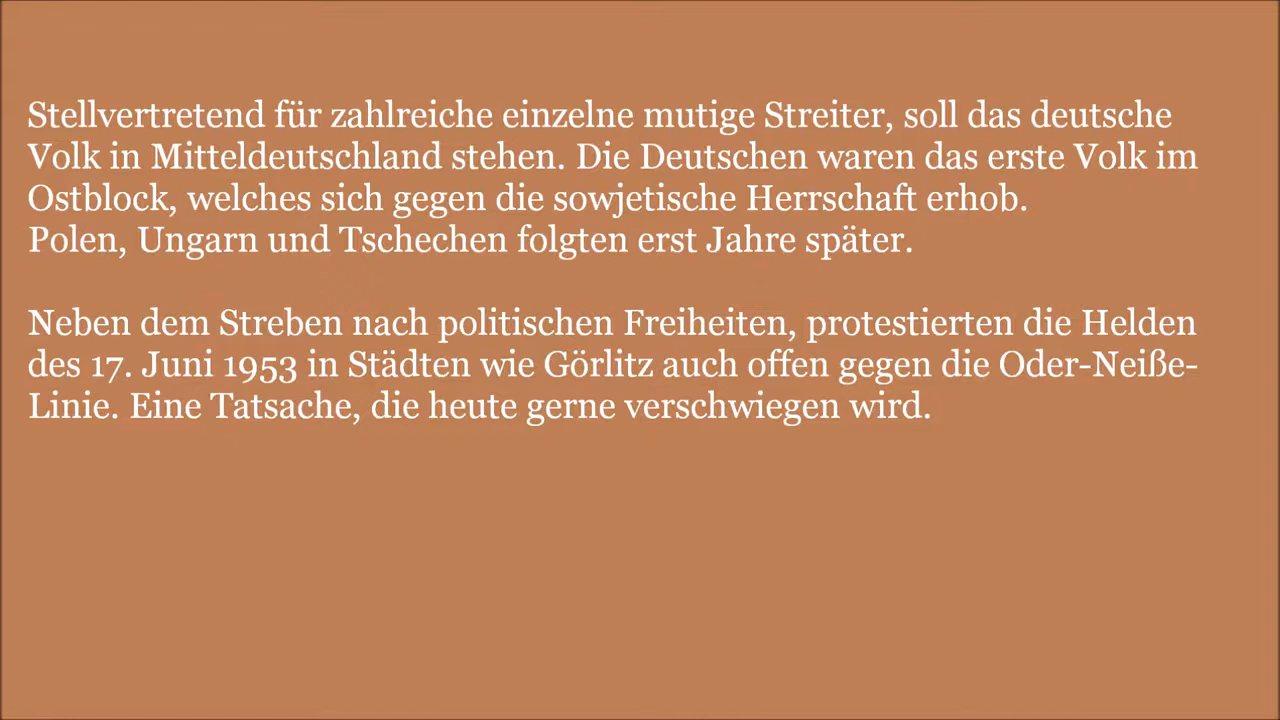 Stellvertretend für zahlreiche einzelne mutige Streiter, soll das deutsche
Volk in Mitteldeutschland stehen. Die Deutschen waren das erste Volk im
Ostblock, welches sich gegen die sowjetische Herrschaft erhob.
Polen, Ungarn und Tschechen folgten erst Jahre später.
Neben dem Streben nach politischen Freiheiten, protestierten die Helden
des 17. Juni 1953 in Städten wie Görlitz auch offen gegen die Oder-Neiße-
Linie. Eine Tatsache, die heute gerne verschwiegen wird.